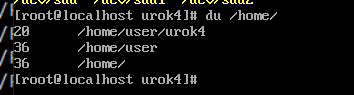 [root@localhost urok4]# du /home/
20 /home/user/urok4
36 /home/user
36 /home/
[root@localhost urok4]#